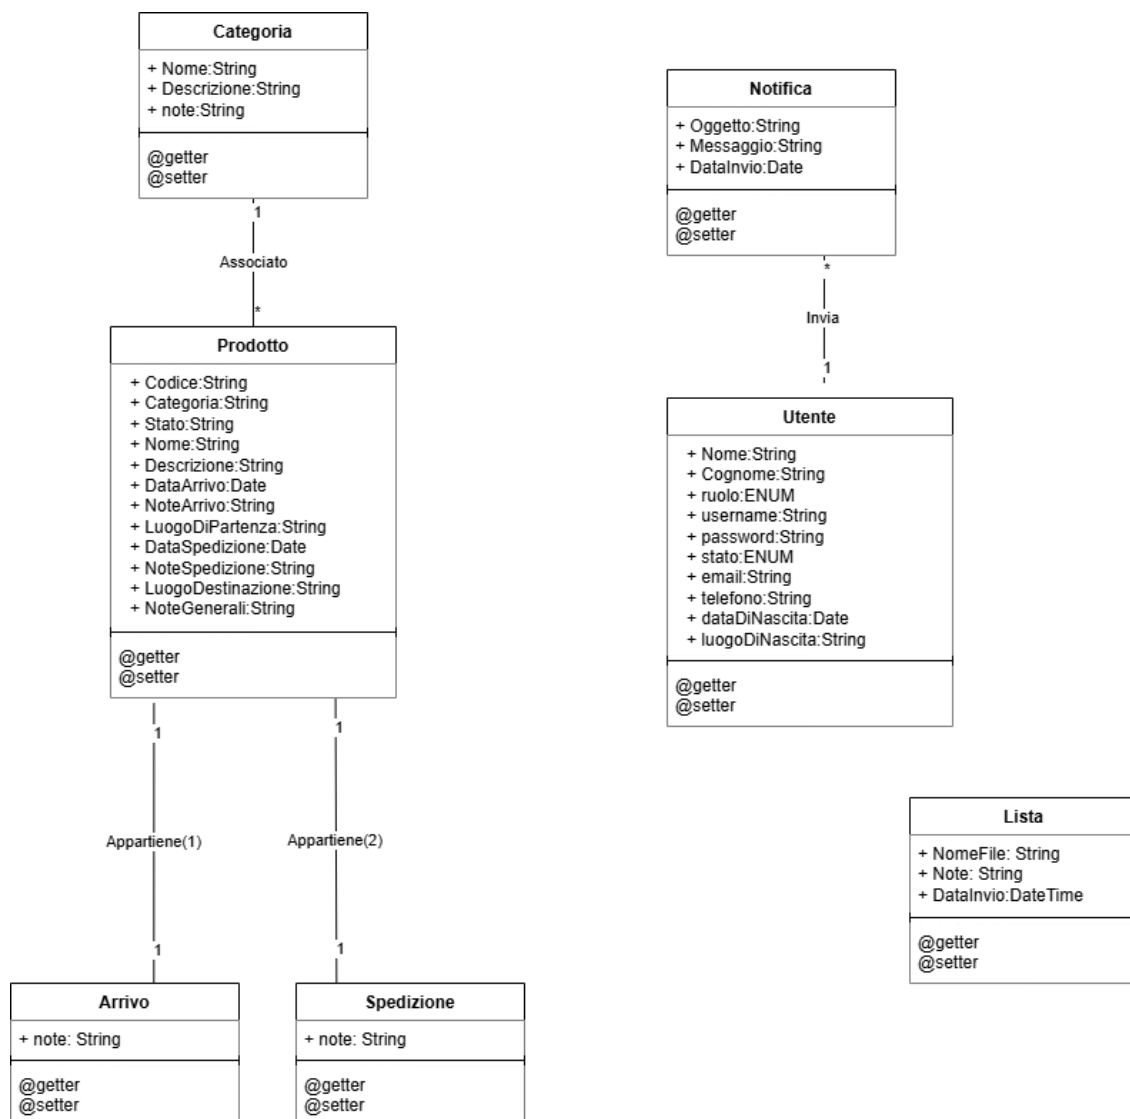 Categoria
+ Nome:String
+ Descrizione:String
+ note:String
@getter
@setter
1
Associato
*
Prodotto
+ Codice:String
+ Categoria:String
+ Stato:String
+ Nome:String
+ Descrizione:String
+ DataArrivo:Date
+ NoteArrivo:String
+ LuogoDiPartenza:String
+ DataSpedizione:Date
+ NoteSpedizione:String
+ LuogoDestinazione:String
+ NoteGenerali:String
@getter
@setter
1
1
Appartiene(1)
Appartiene(2)
1
1
Arrivo
+ note: String
@getter
@setter
Spedizione
+ note: String
@getter
@setter
Notifica
+ Oggetto:String
+ Messaggio:String
+ DataInvio:Date
@getter
@setter
*
Invia
1
Utente
+ Nome:String
+ Cognome:String
+ ruolo:ENUM
+ username:String
+ password:String
+ stato:ENUM
+ email:String
+ telefono:String
+ dataDiNascita:Date
+ luogoDiNascita:String
@getter
@setter
Lista
+ NomeFile: String
+ Note: String
+ DataInvio:DateTime
@getter
@setter